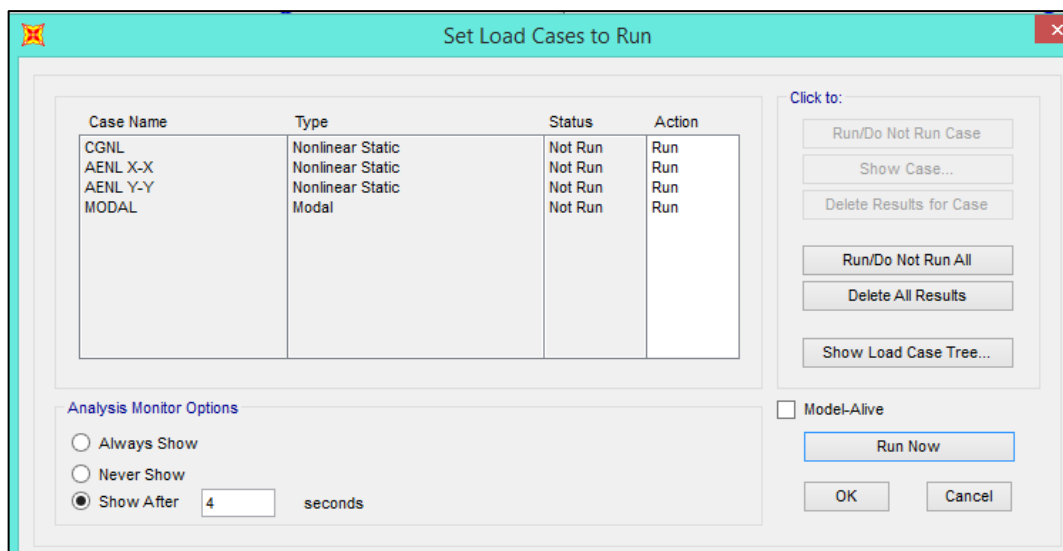 Set Load Cases to Run
Click to:
Case Name Type Status Action
CGNL Nonlinear Static Not Run Run
AENL X-X Nonlinear Static Not Run Run
AENL Y-Y Nonlinear Static Not Run Run
MODAL Modal Not Run Run
Run/Do Not Run Case
Show Case...
Delete Results for Case
Run/Do Not Run All
Delete All Results
Show Load Case Tree...
Analysis Monitor Options
Always Show
Never Show
Show After 4 seconds
Model-Alive
Run Now
OK Cancel